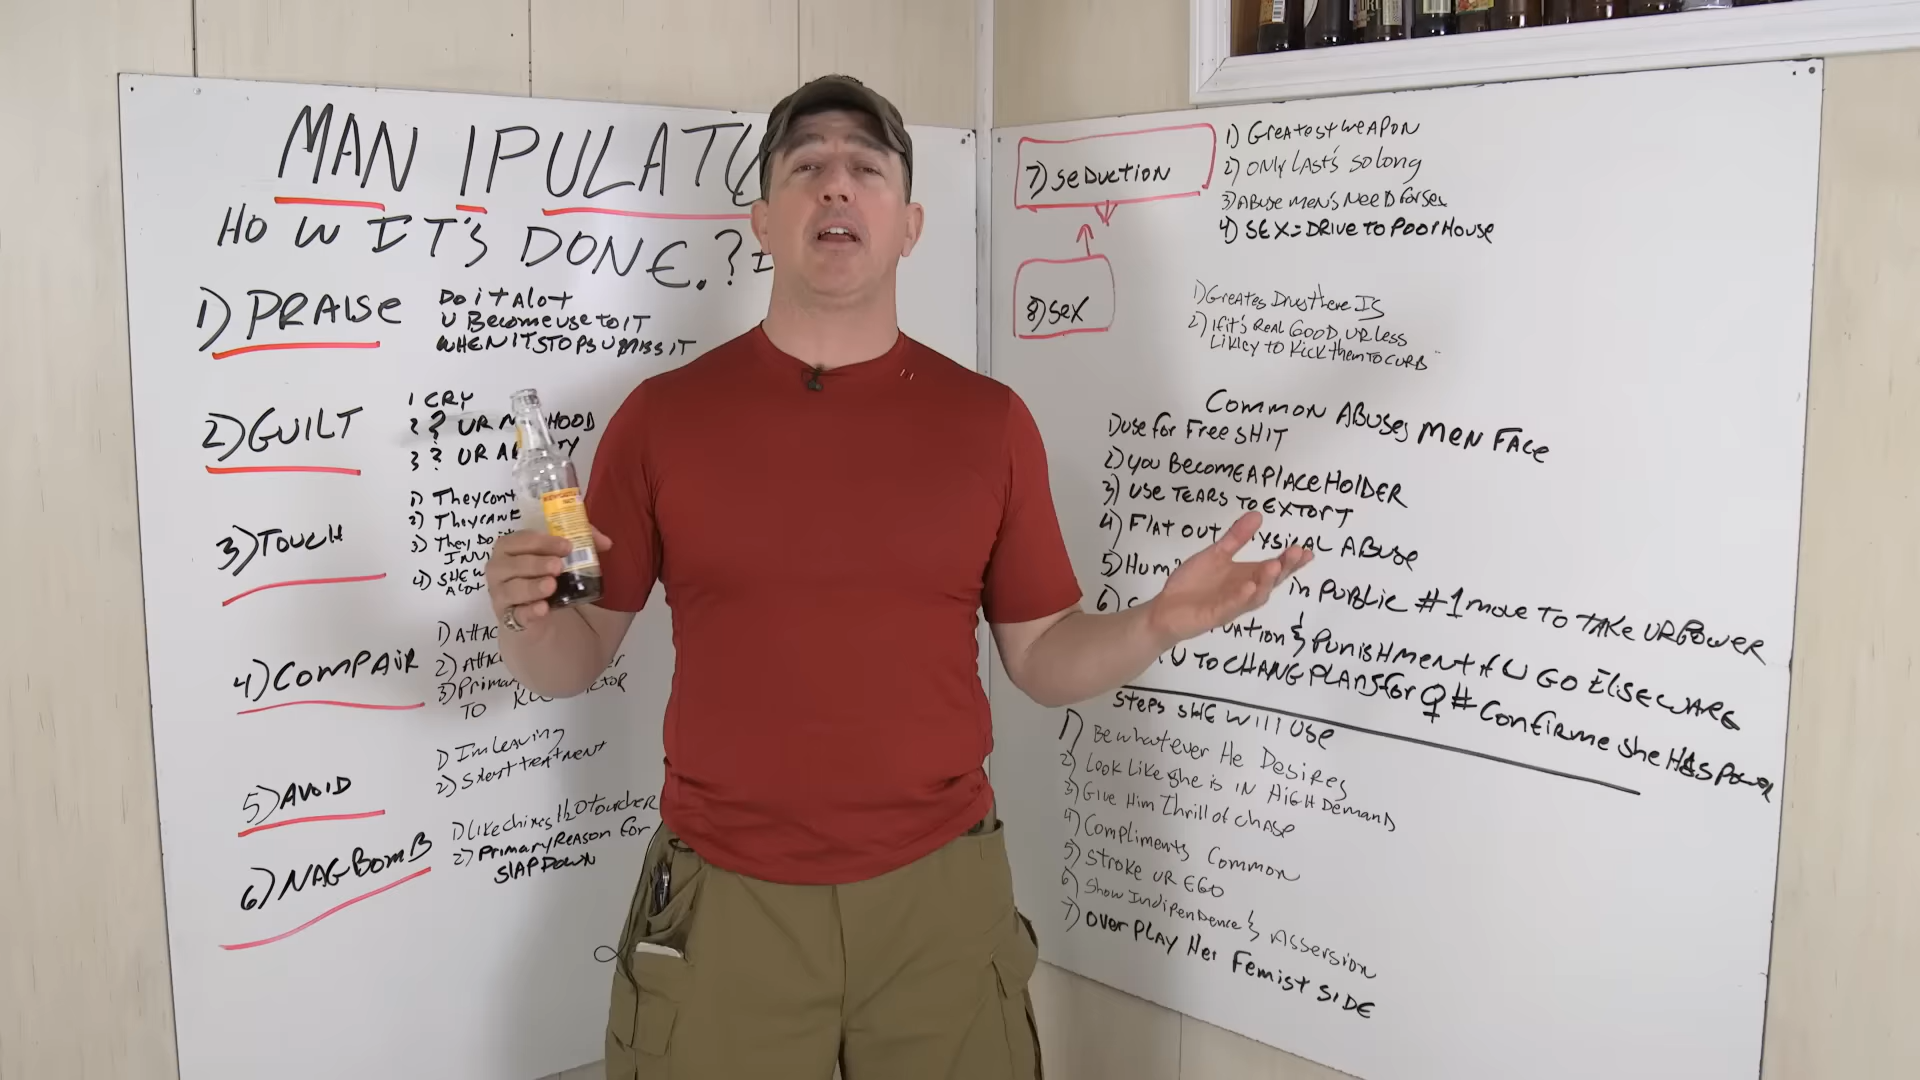 MAN IPULATI
HOW IT'S DONE.?
1) PRAISE
Do it Alot
U Become use to IT
WHEN IT STOPS U MISS IT
2) GUILT
1 CRY
2 ? UR HOOD
3 ? UR
3) TOUCH
1) They
2) They
3) They Do
4) SHE
Alot
4) COMPAIR
1)
2)
3)
TO
5) AVOID
1) Im leaving
2) Silent treatment
6) NAG BOMB
1) Like Chines H2O
2) Primary Reason for
SlAP DOWN
7) SEDUCTION
1) GREATEST WEAPON
2) ONLY LAST'S SO LONG
3) ABUSE MEN'S NEED FOR SEX
4) SEX = DRIVE TO POOR HOUSE
8) SEX
1) Greates Drug there IS
2) If it's Real GOOD, UR Less
Likley to Kick them to CURB
COMMON ABUSES MEN FACE
1) USE FOR FREE SHIT
2) YOU BECOME A PLACE HOLDER
3) USE TEARS TO EXTORT
4) FlAT OUT ABUSE
5) in PUBLIC #1 move TO TAKE UR POWER
6) & PUNISHMENT if U GO ELSEWARE
U TO CHANG PLANS for ♀ # CONFIRM SHE HAS POWER
STEPS SHE WILL USE
1) Be whatever He Desires
2) Look Like she is IN HIGH DEMAND
3) Give Him Thrill of CHASE
4) Compliments Common
5) Stroke UR EGO
6) Show Indipendence & Assersion
7) OVER PLAY Her Femist SIDE